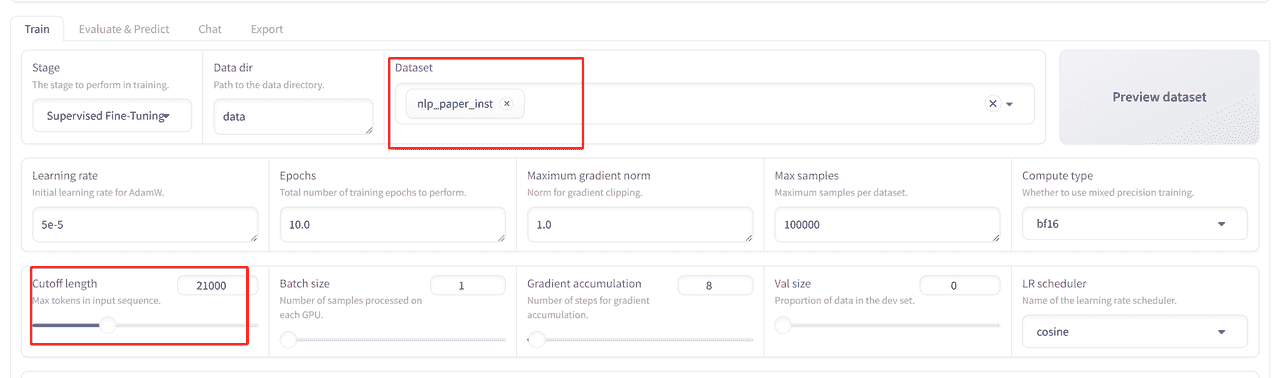 Train Evaluate & Predict Chat Export
Stage
The stage to perform in training.
Supervised Fine-Tuning
Data dir
Path to the data directory.
data
Dataset
nlp_paper_inst
Preview dataset
Learning rate
Initial learning rate for AdamW.
5e-5
Epochs
Total number of training epochs to perform.
10.0
Maximum gradient norm
Norm for gradient clipping.
1.0
Max samples
Maximum samples per dataset.
100000
Compute type
Whether to use mixed precision training.
bf16
Cutoff length 21000
Max tokens in input sequence.
Batch size 1
Number of samples processed on
each GPU.
Gradient accumulation 8
Number of steps for gradient
accumulation.
Val size 0
Proportion of data in the dev set.
LR scheduler
Name of the learning rate scheduler.
cosine